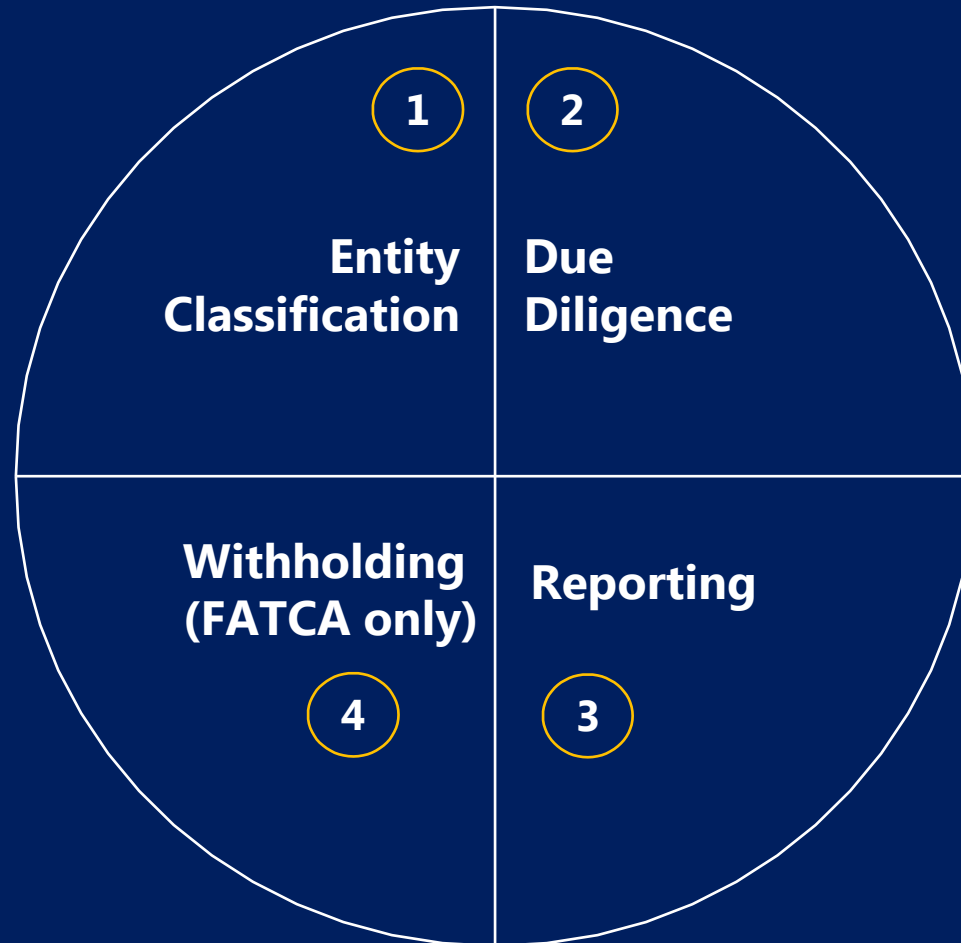 1
Entity
Classification
2
Due
Diligence
Reporting
3
Withholding
(FATCA only)
4